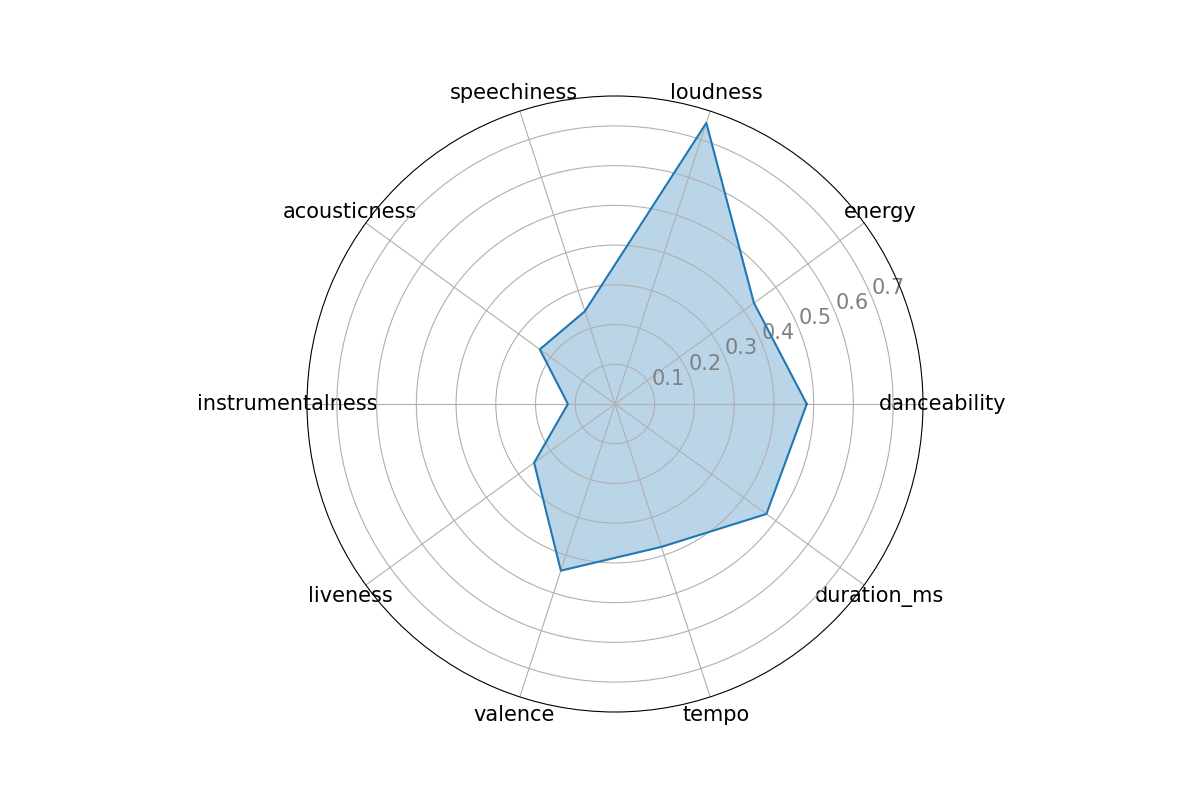 speechiness
loudness
acousticness
energy
0.7
0.6
0.5
0.4
0.3
0.2
0.1
instrumentalness
danceability
liveness
duration_ms
valence
tempo